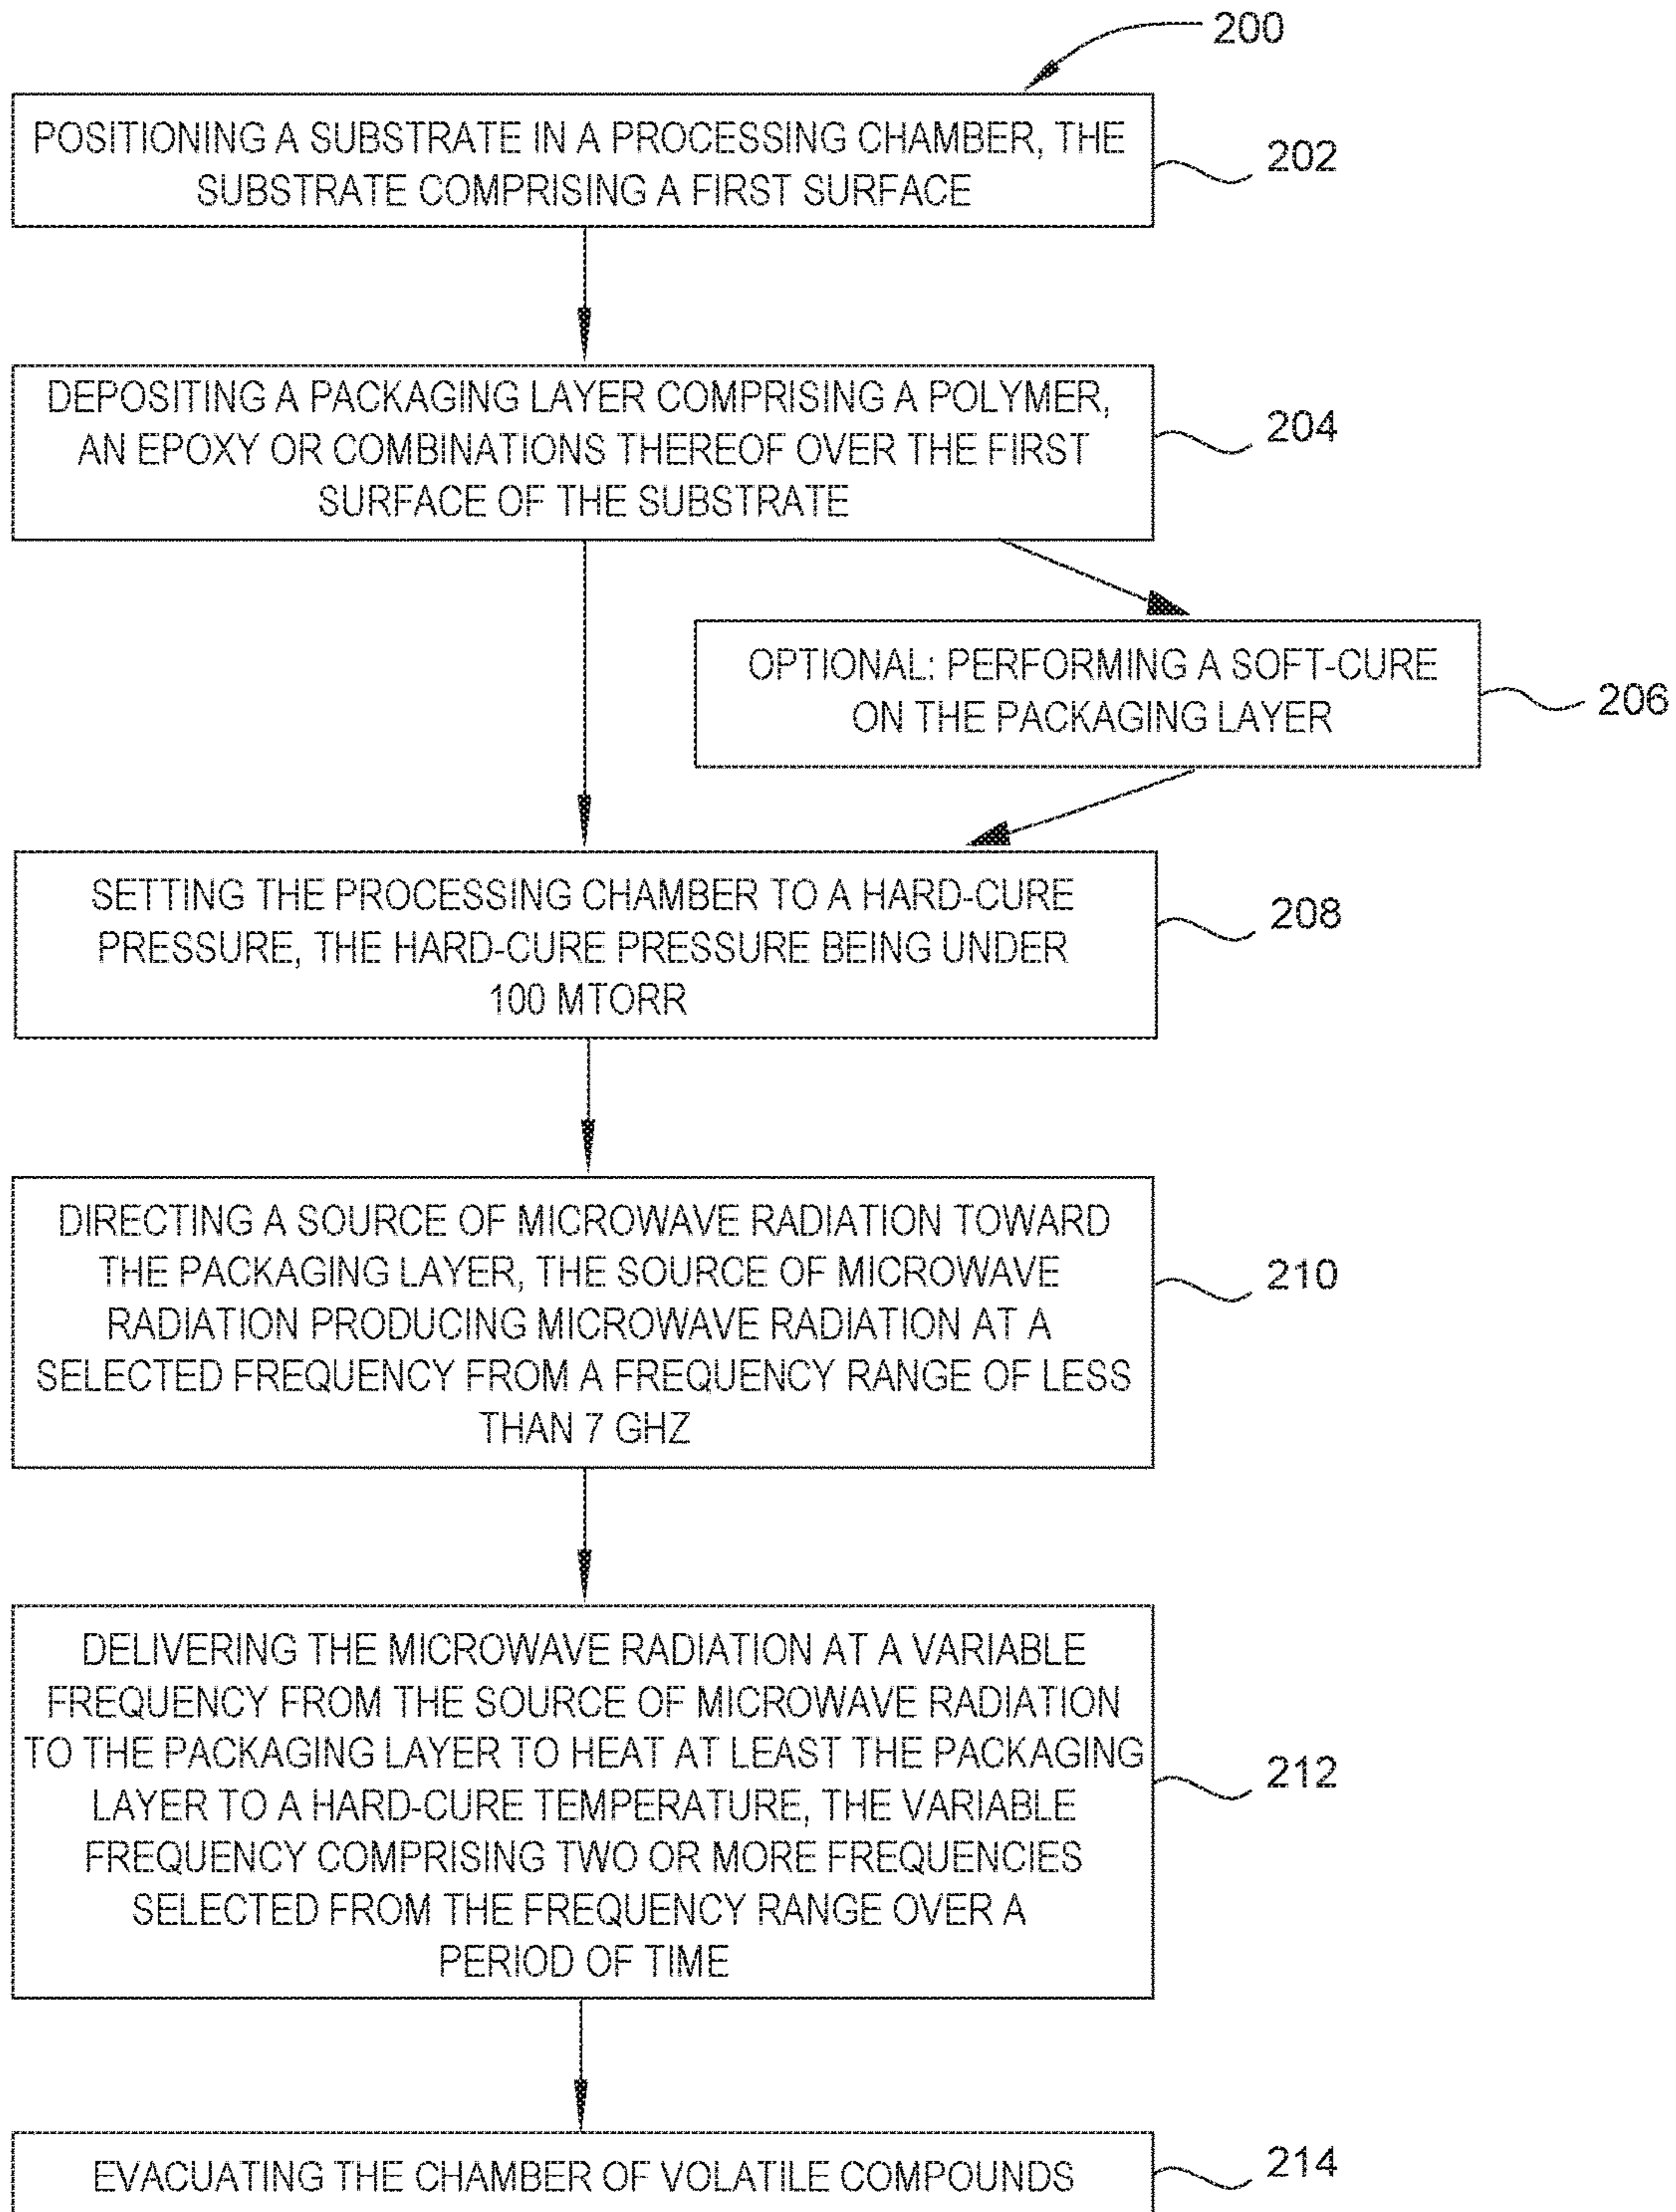 200
POSITIONING A SUBSTRATE IN A PROCESSING CHAMBER, THE
SUBSTRATE COMPRISING A FIRST SURFACE
202
DEPOSITING A PACKAGING LAYER COMPRISING A POLYMER,
AN EPOXY OR COMBINATIONS THEREOF OVER THE FIRST
SURFACE OF THE SUBSTRATE
204
OPTIONAL: PERFORMING A SOFT-CURE
ON THE PACKAGING LAYER
206
SETTING THE PROCESSING CHAMBER TO A HARD-CURE
PRESSURE, THE HARD-CURE PRESSURE BEING UNDER
100 MTORR
208
DIRECTING A SOURCE OF MICROWAVE RADIATION TOWARD
THE PACKAGING LAYER, THE SOURCE OF MICROWAVE
RADIATION PRODUCING MICROWAVE RADIATION AT A
SELECTED FREQUENCY FROM A FREQUENCY RANGE OF LESS
THAN 7 GHZ
210
DELIVERING THE MICROWAVE RADIATION AT A VARIABLE
FREQUENCY FROM THE SOURCE OF MICROWAVE RADIATION
TO THE PACKAGING LAYER TO HEAT AT LEAST THE PACKAGING
LAYER TO A HARD-CURE TEMPERATURE, THE VARIABLE
FREQUENCY COMPRISING TWO OR MORE FREQUENCIES
SELECTED FROM THE FREQUENCY RANGE OVER A
PERIOD OF TIME
212
EVACUATING THE CHAMBER OF VOLATILE COMPOUNDS
214